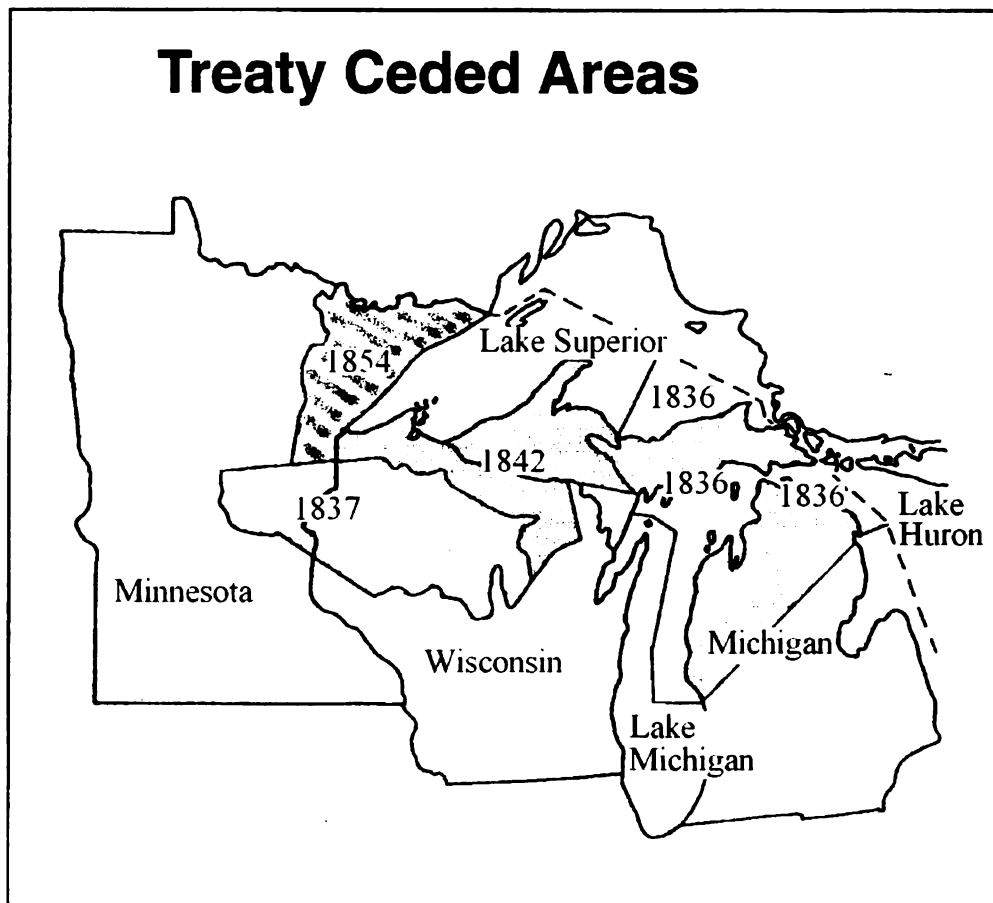 Treaty Ceded Areas
Lake Superior
1854
1836
1842
1836
1836
1837
Lake
Huron
Minnesota
Michigan
Wisconsin
Lake
Michigan